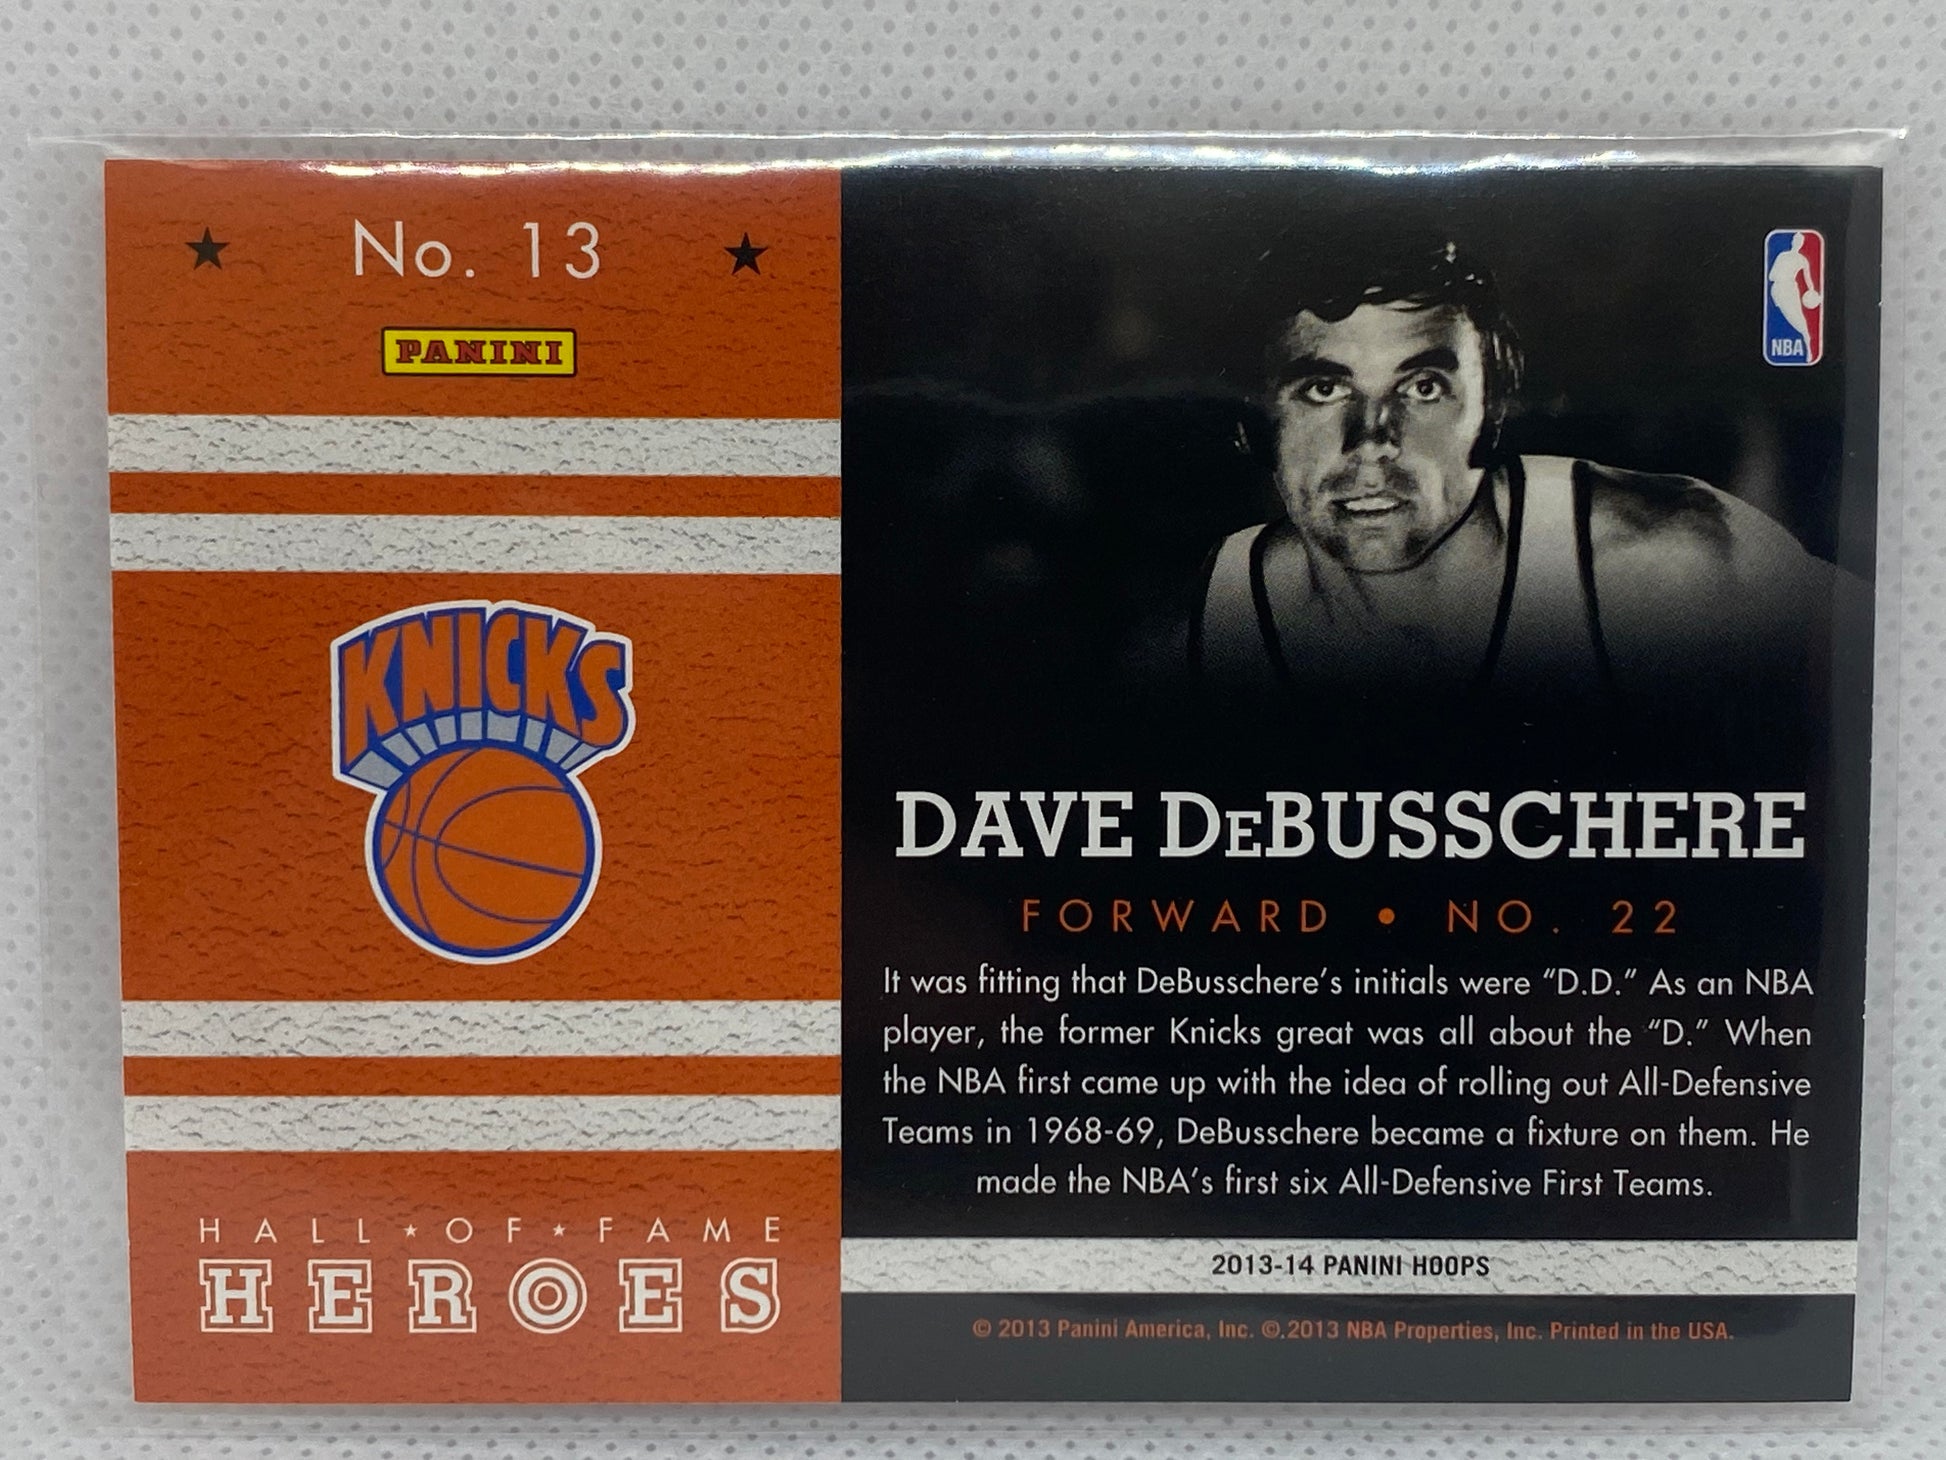 No. 13
PANINI
KNICKS
HALL★OF★FAME
HEROES
NBA
DAVE DeBUSSCHERE
FORWARD • NO. 22
It was fitting that DeBusschere’s initials were “D.D.” As an NBA
player, the former Knicks great was all about the “D.” When
the NBA first came up with the idea of rolling out All-Defensive
Teams in 1968-69, DeBusschere became a fixture on them. He
made the NBA’s first six All-Defensive First Teams.
2013-14 PANINI HOOPS
© 2013 Panini America, Inc. © 2013 NBA Properties, Inc. Printed in the USA.